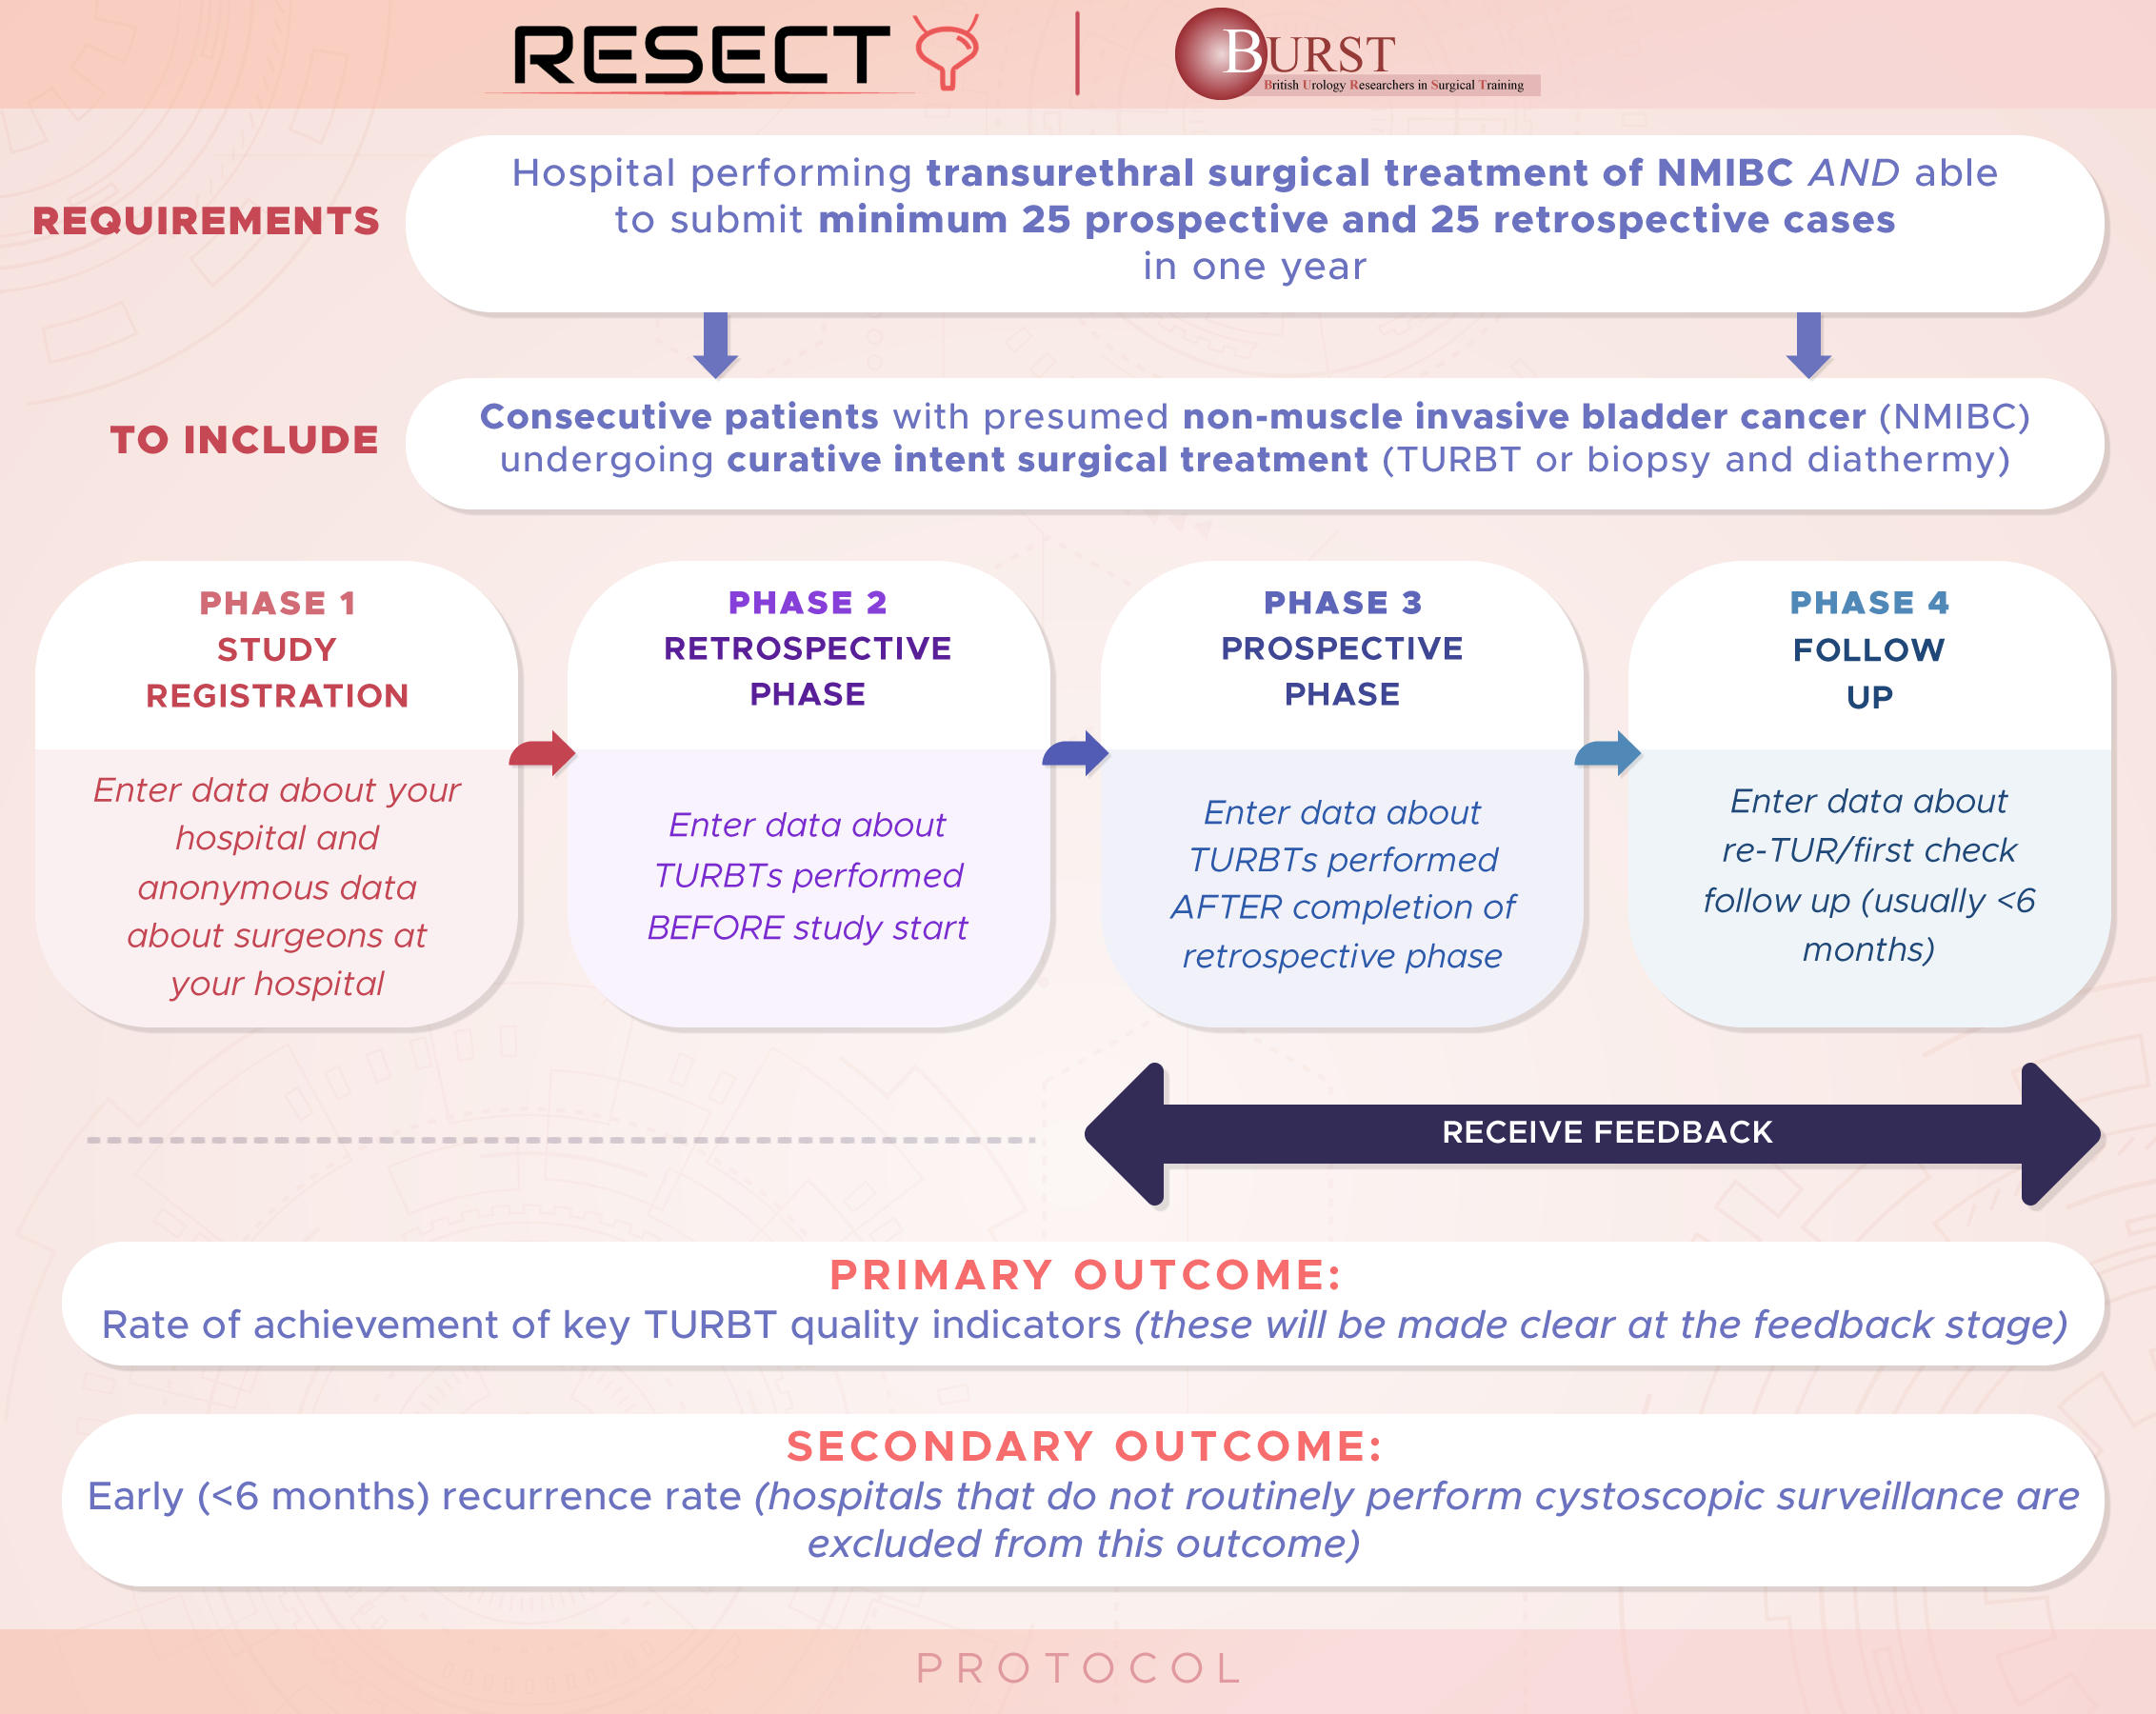 RESECT
BURST
British Urology Researchers in Surgical Training
REQUIREMENTS
Hospital performing transurethral surgical treatment of NMIBC AND able
to submit minimum 25 prospective and 25 retrospective cases
in one year
TO INCLUDE
Consecutive patients with presumed non-muscle invasive bladder cancer (NMIBC)
undergoing curative intent surgical treatment (TURBT or biopsy and diathermy)
PHASE 1
STUDY
REGISTRATION
Enter data about your
hospital and
anonymous data
about surgeons at
your hospital
PHASE 2
RETROSPECTIVE
PHASE
Enter data about
TURBTs performed
BEFORE study start
PHASE 3
PROSPECTIVE
PHASE
Enter data about
TURBTs performed
AFTER completion of
retrospective phase
PHASE 4
FOLLOW
UP
Enter data about
re-TUR/first check
follow up (usually <6
months)
RECEIVE FEEDBACK
PRIMARY OUTCOME:
Rate of achievement of key TURBT quality indicators (these will be made clear at the feedback stage)
SECONDARY OUTCOME:
Early (<6 months) recurrence rate (hospitals that do not routinely perform cystoscopic surveillance are
excluded from this outcome)
PROTOCOL